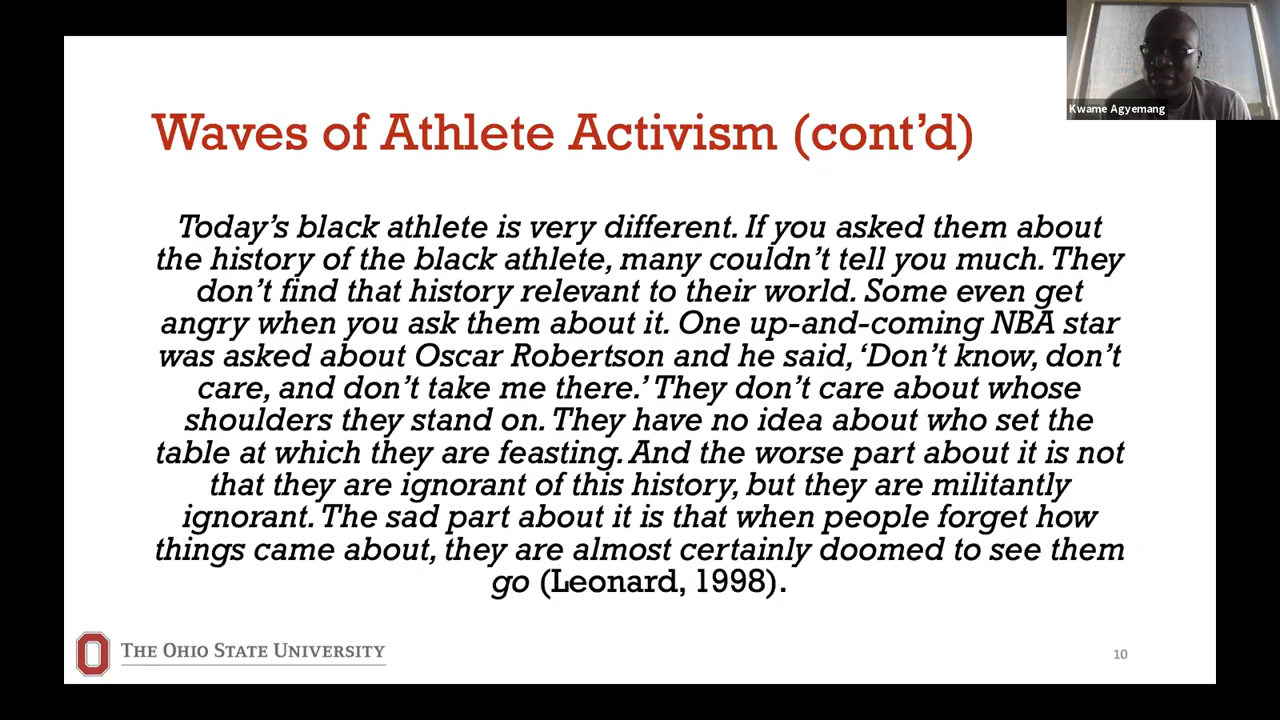 Kwame Agyemang
Waves of Athlete Activism (cont'd)
Today's black athlete is very different. If you asked them about
the history of the black athlete, many couldn't tell you much. They
don't find that history relevant to their world. Some even get
angry when you ask them about it. One up-and-coming NBA star
was asked about Oscar Robertson and he said, 'Don't know, don't
care, and don't take me there.' They don't care about whose
shoulders they stand on. They have no idea about who set the
table at which they are feasting. And the worse part about it is not
that they are ignorant of this history, but they are militantly
ignorant. The sad part about it is that when people forget how
things came about, they are almost certainly doomed to see them
go (Leonard, 1998).
THE OHIO STATE UNIVERSITY
10